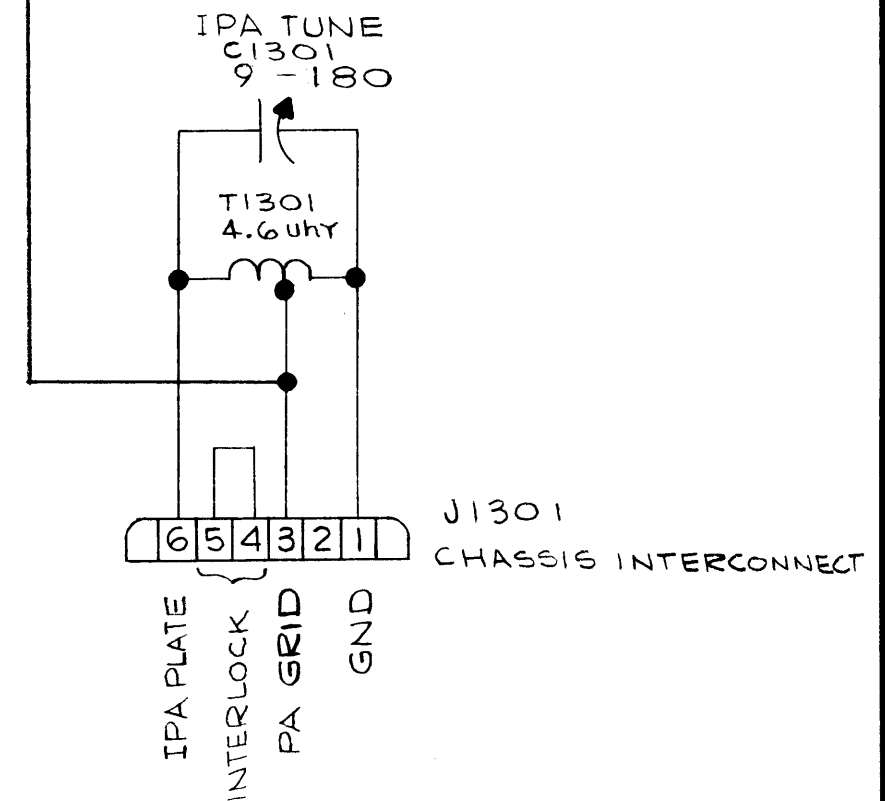 IPA TUNE
C1301
9 - 180
T1301
4.6 uhr
J1301
6 5 4 3 2 1
CHASSIS INTERCONNECT
IPA PLATE
INTERLOCK
PA GRID
GND